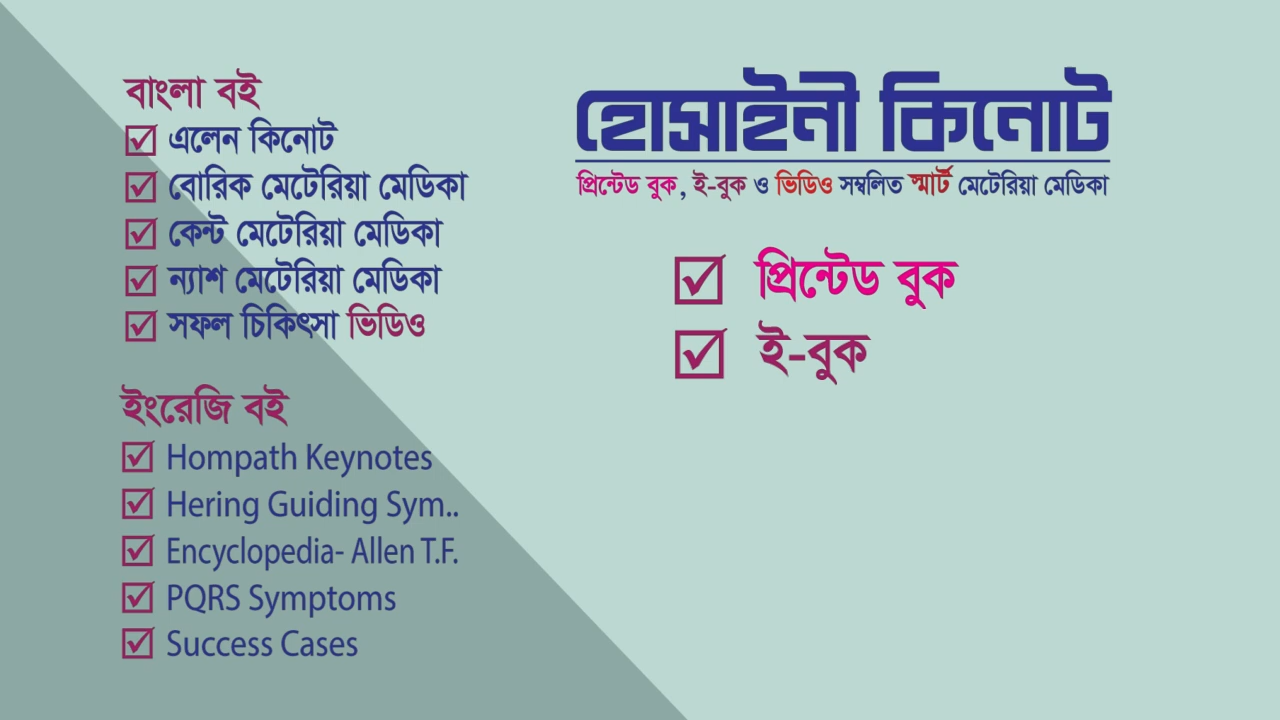 বাংলা বই
এলেন কিনোট
বোরিক মেটেরিয়া মেডিকা
কেন্ট মেটেরিয়া মেডিকা
ন্যাশ মেটেরিয়া মেডিকা
সফল চিকিৎসা ভিডিও
ইংরেজি বই
Hompath Keynotes
Hering Guiding Sym..
Encyclopedia- Allen T.F.
PQRS Symptoms
Success Cases
হোসাইনী কিনোট
প্রিন্টেড বুক, ই-বুক ও ভিডিও সম্বলিত স্মার্ট মেটেরিয়া মেডিকা
প্রিন্টেড বুক
ই-বুক